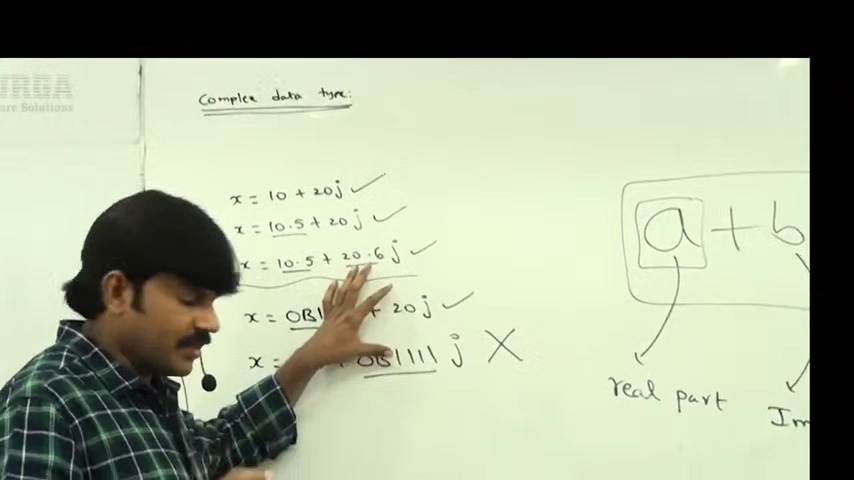 URGA
are Solutions
Complex data type:
x = 10 + 20j ✓
x = 10.5 + 20j ✓
x = 10.5 + 20.6j ✓
x = 0B1 + 20j ✓
x = 0B1111j X
a + b
real part
Im